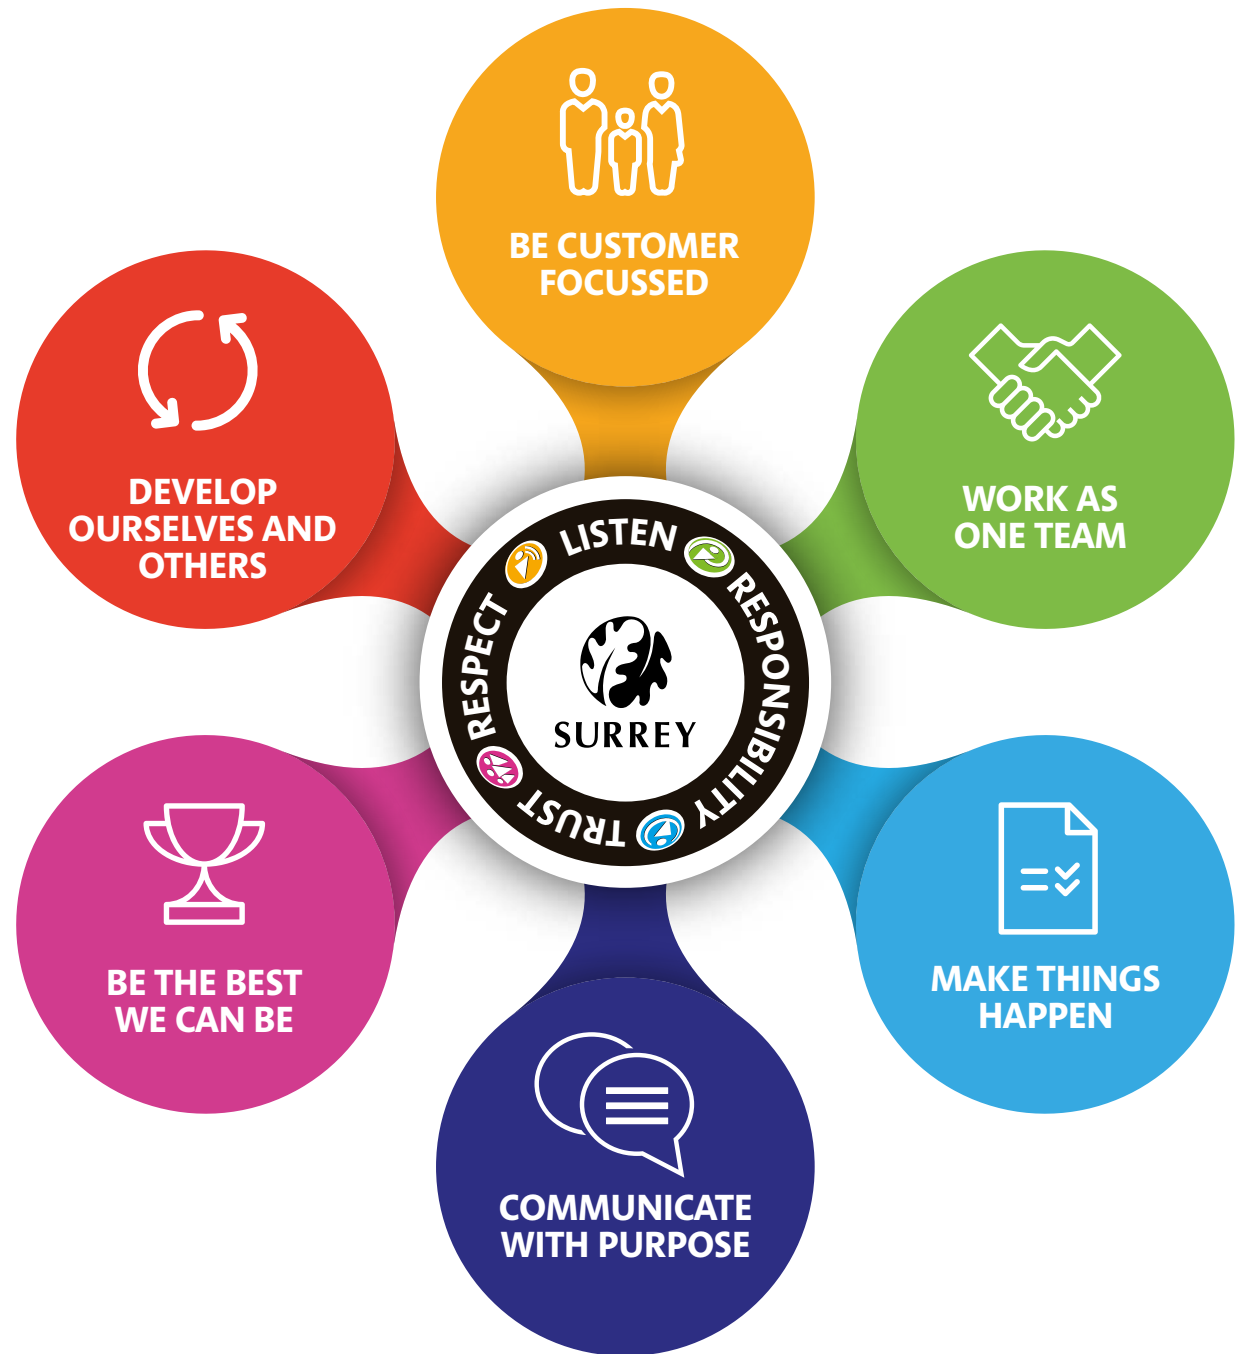 BE CUSTOMER
FOCUSSED
WORK AS
ONE TEAM
MAKE THINGS
HAPPEN
COMMUNICATE
WITH PURPOSE
BE THE BEST
WE CAN BE
DEVELOP
OURSELVES AND
OTHERS
LISTEN
RESPONSIBILITY
TRUST
RESPECT
SURREY